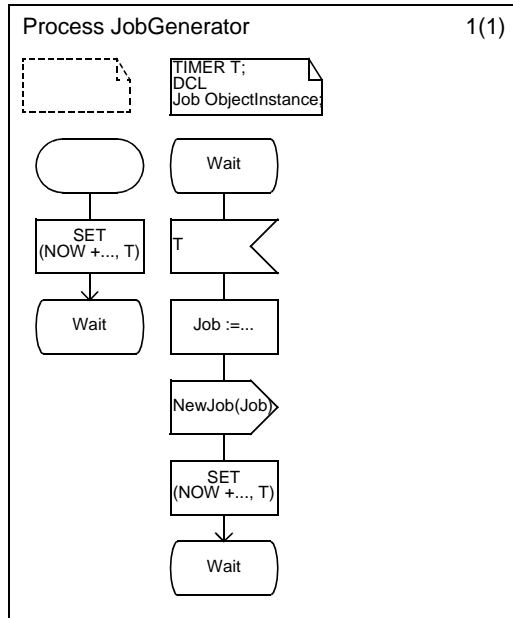 Process JobGenerator 1(1)
TIMER T;
DCL
Job ObjectInstance;
SET
(NOW +..., T)
Wait
Wait
T
Job :=...
NewJob(Job)
SET
(NOW +..., T)
Wait